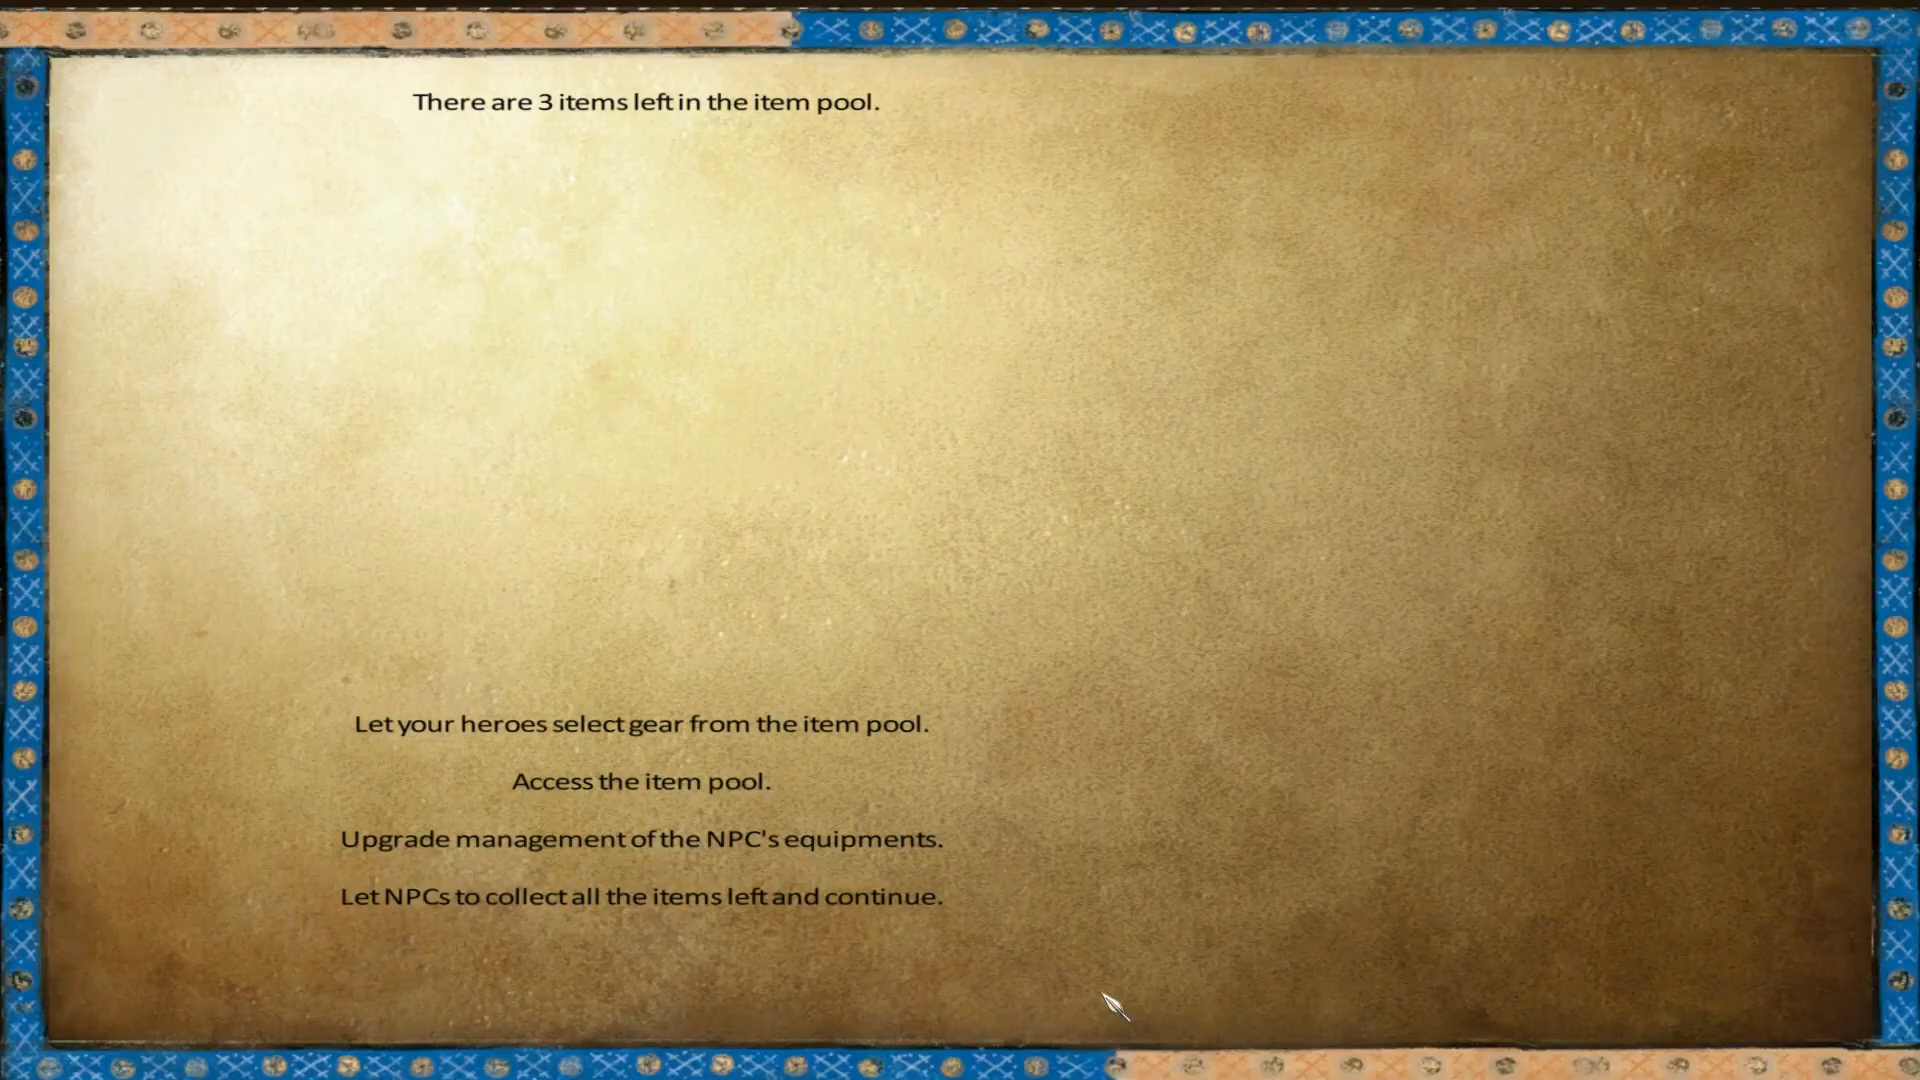 There are 3 items left in the item pool.
Let your heroes select gear from the item pool.
Access the item pool.
Upgrade management of the NPC's equipments.
Let NPCs to collect all the items left and continue.